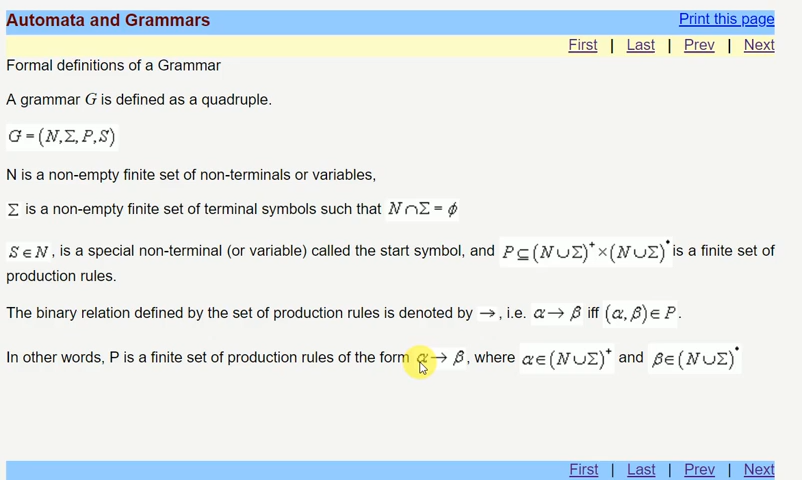 Automata and Grammars Print this page
First | Last | Prev | Next
Formal definitions of a Grammar
A grammar G is defined as a quadruple.
G = (N,Σ,P,S)
N is a non-empty finite set of non-terminals or variables,
Σ is a non-empty finite set of terminal symbols such that N∩Σ = ϕ
S ∈ N , is a special non-terminal (or variable) called the start symbol, and P⊆(N∪Σ)⁺×(N∪Σ)* is a finite set of
production rules.
The binary relation defined by the set of production rules is denoted by →, i.e. α→ β iff (α,β)∈ P.
In other words, P is a finite set of production rules of the form α→ β, where α∈(N∪Σ)⁺ and β∈(N∪Σ)*
First | Last | Prev | Next